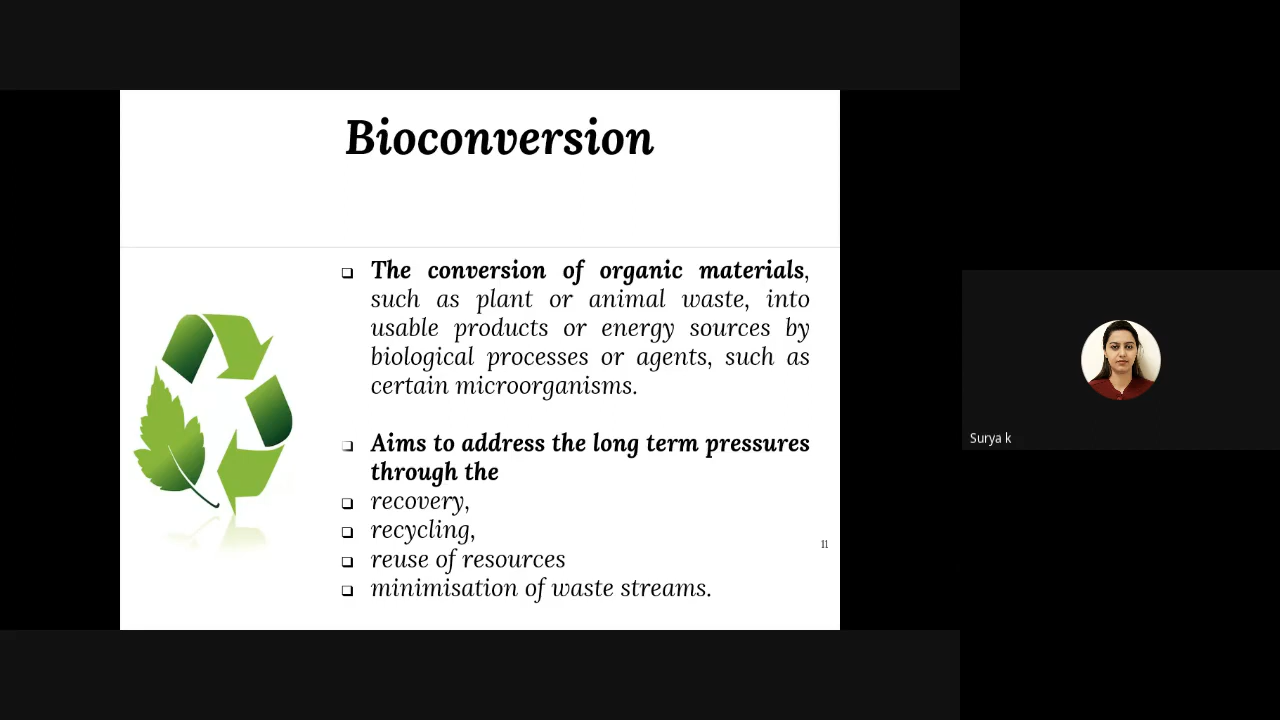 Bioconversion
❑ The conversion of organic materials,
such as plant or animal waste, into
usable products or energy sources by
biological processes or agents, such as
certain microorganisms.
❑ Aims to address the long term pressures
through the
❑ recovery,
❑ recycling,
❑ reuse of resources
❑ minimisation of waste streams.
11
Surya k